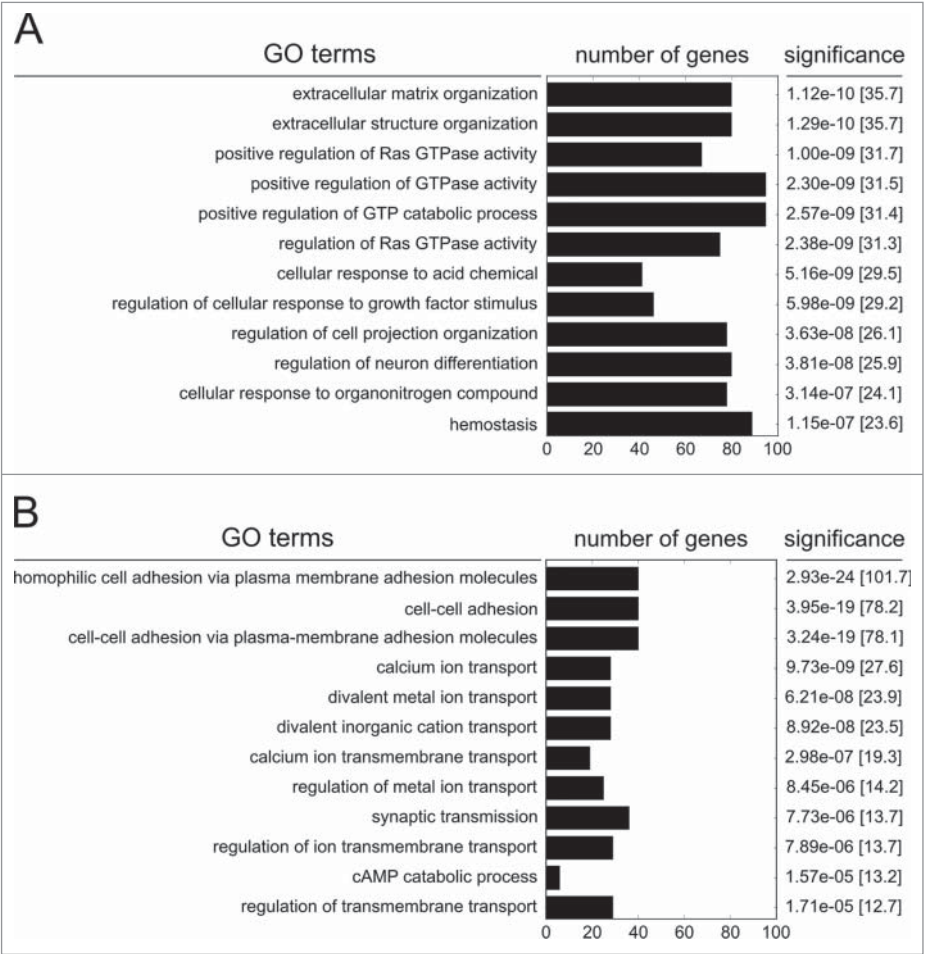 A
GO terms number of genes significance
extracellular matrix organization 1.12e-10 [35.7]
extracellular structure organization 1.29e-10 [35.7]
positive regulation of Ras GTPase activity 1.00e-09 [31.7]
positive regulation of GTPase activity 2.30e-09 [31.5]
positive regulation of GTP catabolic process 2.57e-09 [31.4]
regulation of Ras GTPase activity 2.38e-09 [31.3]
cellular response to acid chemical 5.16e-09 [29.5]
regulation of cellular response to growth factor stimulus 5.98e-09 [29.2]
regulation of cell projection organization 3.63e-08 [26.1]
regulation of neuron differentiation 3.81e-08 [25.9]
cellular response to organonitrogen compound 3.14e-07 [24.1]
hemostasis 1.15e-07 [23.6]
0 20 40 60 80 100
B
GO terms number of genes significance
homophilic cell adhesion via plasma membrane adhesion molecules 2.93e-24 [101.7]
cell-cell adhesion 3.95e-19 [78.2]
cell-cell adhesion via plasma-membrane adhesion molecules 3.24e-19 [78.1]
calcium ion transport 9.73e-09 [27.6]
divalent metal ion transport 6.21e-08 [23.9]
divalent inorganic cation transport 8.92e-08 [23.5]
calcium ion transmembrane transport 2.98e-07 [19.3]
regulation of metal ion transport 8.45e-06 [14.2]
synaptic transmission 7.73e-06 [13.7]
regulation of ion transmembrane transport 7.89e-06 [13.7]
cAMP catabolic process 1.57e-05 [13.2]
regulation of transmembrane transport 1.71e-05 [12.7]
0 20 40 60 80 100